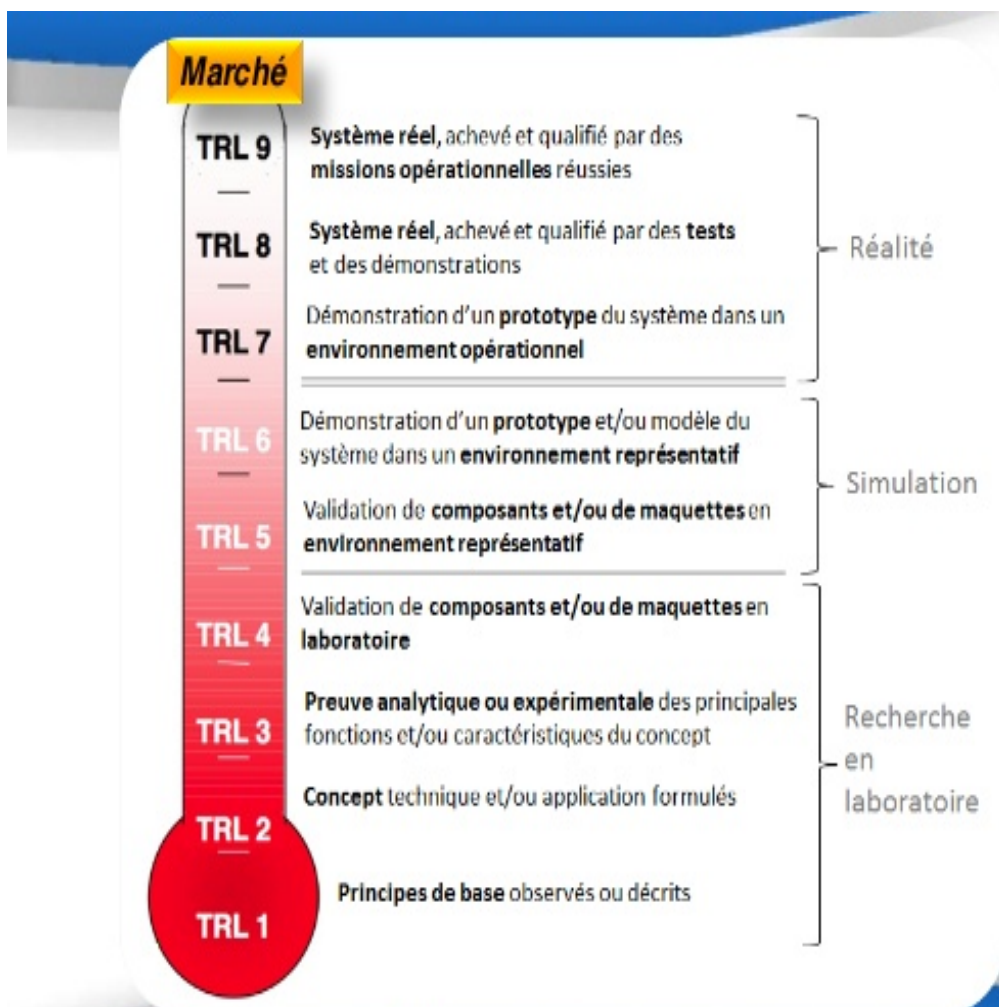 Marché
TRL 9
Système réel, achevé et qualifié par des
missions opérationnelles réussies
TRL 8
Système réel, achevé et qualifié par des tests
et des démonstrations
TRL 7
Démonstration d'un prototype du système dans un
environnement opérationnel
Réalité
TRL 6
Démonstration d'un prototype et/ou modèle du
système dans un environnement représentatif
TRL 5
Validation de composants et/ou de maquettes en
environnement représentatif
Simulation
TRL 4
Validation de composants et/ou de maquettes en
laboratoire
TRL 3
Preuve analytique ou expérimentale des principales
fonctions et/ou caractéristiques du concept
TRL 2
Concept technique et/ou application formulés
TRL 1
Principes de base observés ou décrits
Recherche
en
laboratoire